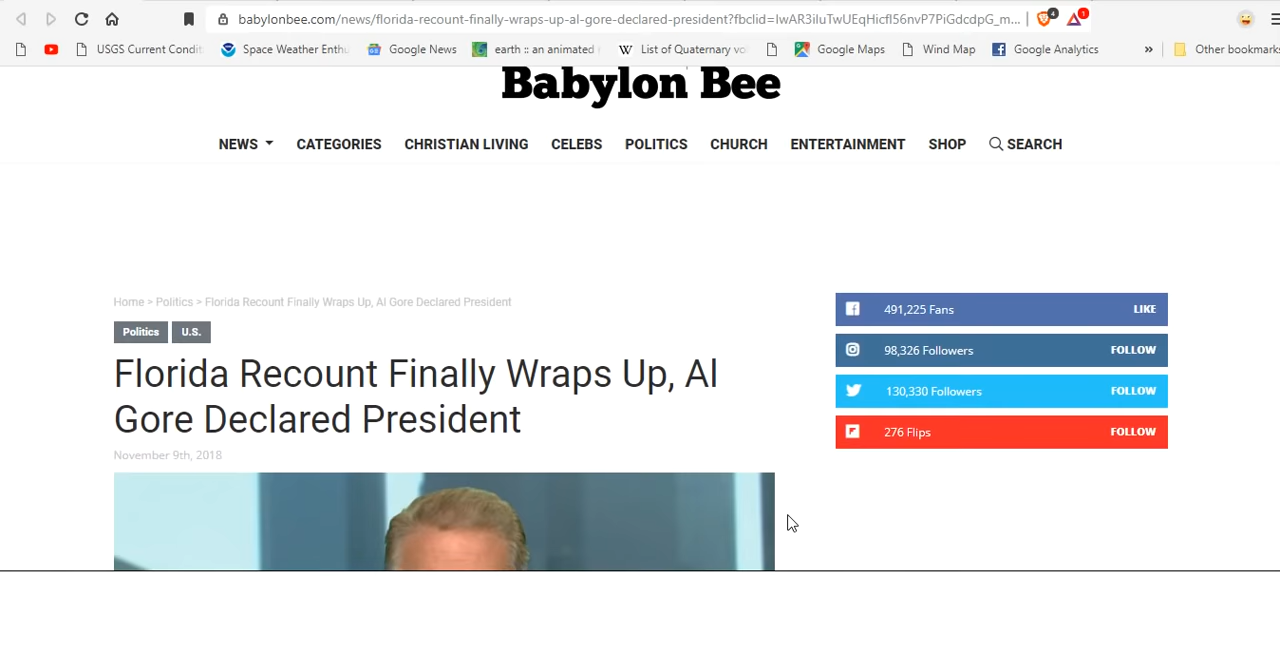 babylonbee.com/news/florida-recount-finally-wraps-up-al-gore-declared-president?fbclid=IwAR3iluTwUEqHicfI56nvP7PiGdcdpG_m...
4
1
USGS Current Condit
Space Weather Enthu
Google News
earth :: an animated
W List of Quaternary vo
Google Maps
Wind Map
Google Analytics
»
Other bookmarks
Babylon Bee
NEWS CATEGORIES CHRISTIAN LIVING CELEBS POLITICS CHURCH ENTERTAINMENT SHOP SEARCH
Home > Politics > Florida Recount Finally Wraps Up, Al Gore Declared President
Politics U.S.
Florida Recount Finally Wraps Up, Al
Gore Declared President
November 9th, 2018
491,225 Fans LIKE
98,326 Followers FOLLOW
130,330 Followers FOLLOW
276 Flips FOLLOW